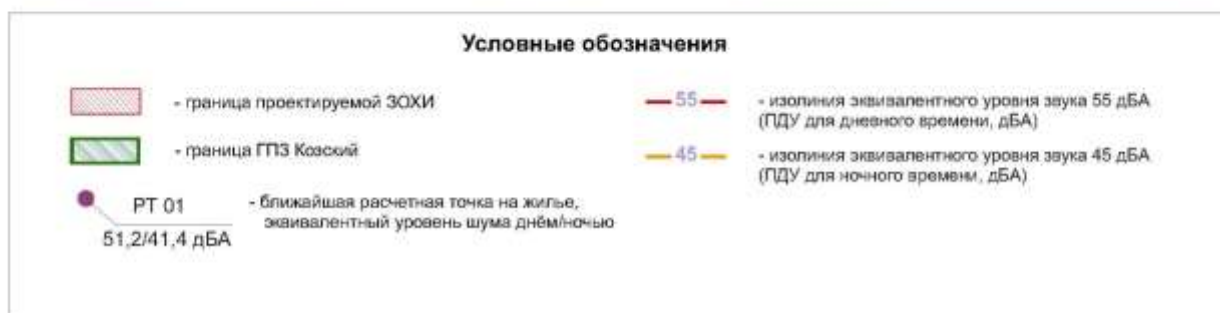 Условные обозначения
- граница проектируемой ЗОХИ
- граница ГПЗ Козский
РТ 01
51,2/41,4 дБА
- ближайшая расчетная точка на жилье,
эквивалентный уровень шума днём/ночью
55
- изолиния эквивалентного уровня звука 55 дБА
(ПДУ для дневного времени, дБА)
45
- изолиния эквивалентного уровня звука 45 дБА
(ПДУ для ночного времени, дБА)